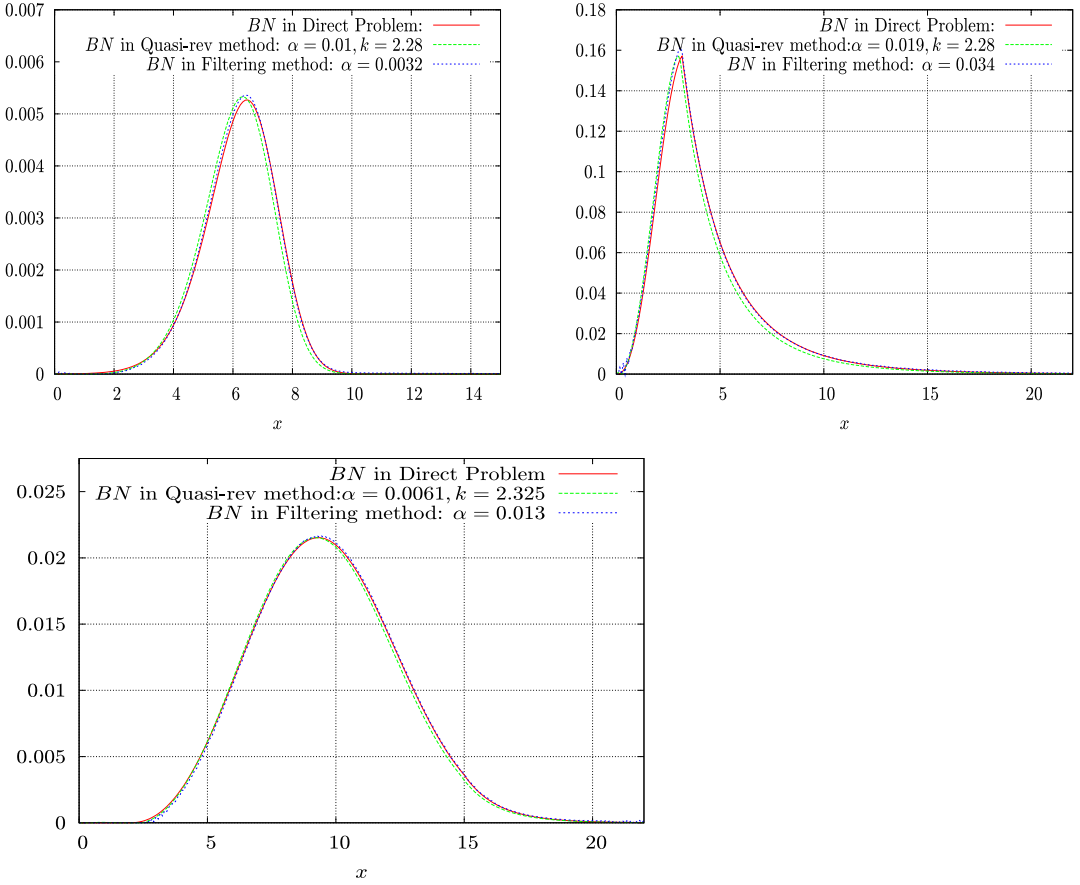 BN in Direct Problem:
BN in Quasi-rev method: α = 0.01, k = 2.28
BN in Filtering method: α = 0.0032
0.007
0.006
0.005
0.004
0.003
0.002
0.001
0
0 2 4 6 8 10 12 14
x
BN in Direct Problem:
BN in Quasi-rev method:α = 0.019, k = 2.28
BN in Filtering method: α = 0.034
0.18
0.16
0.14
0.12
0.1
0.08
0.06
0.04
0.02
0
0 5 10 15 20
x
BN in Direct Problem
BN in Quasi-rev method:α = 0.0061, k = 2.325
BN in Filtering method: α = 0.013
0.025
0.02
0.015
0.01
0.005
0
0 5 10 15 20
x